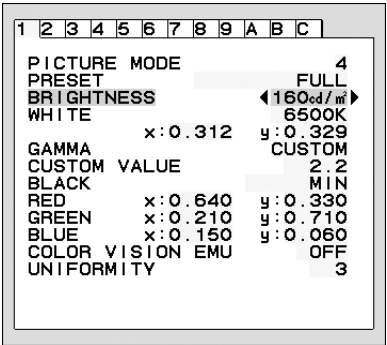 1 2 3 4 5 6 7 8 9 A B C
PICTURE MODE 4
PRESET FULL
BRIGHTNESS ◀160cd/㎡▶
WHITE 6500K
x:0.312 y:0.329
GAMMA CUSTOM
CUSTOM VALUE 2.2
BLACK MIN
RED x:0.640 y:0.330
GREEN x:0.210 y:0.710
BLUE x:0.150 y:0.060
COLOR VISION EMU OFF
UNIFORMITY 3